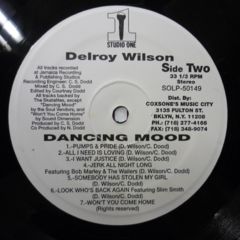 1
STUDIO ONE
Delroy Wilson
Side Two
33 1/3 RPM
Stereo
SOLP-50149
All tracks recorded
at Jamaica Recording
& Publishing Studios
Recording Engineer: C. S. Dodd
Mixed by C. S. Dodd
Edited by Courtney Dodd
All tracks backed by
The Skatalites, except
"Dancing Mood"
by the Soul Vendors, and
"Won't You Come Home"
by Sound Dimension.
Produced & Arranged
by C. S. Dodd
Co Produced by N. Dodd
Dist. By:
COXSONE'S MUSIC CITY
3135 FULTON ST.
BKLYN, N.Y. 11208
PH: (718) 277-4166
FAX: (718) 348-9074
DANCING MOOD
1-PUMPS & PRIDE (D. Wilson/C. Dodd)
2-ALL I NEED IS LOVING (D. Wilson/C. Dodd)
3-I WANT JUSTICE (D. Wilson/C. Dodd)
4-JERK ALL NIGHT LONG
Featuring Bob Marley & The Wailers (D. Wilson/C. Dodd)
5-SOMEBODY HAS STOLEN MY GIRL
(D. Wilson/C. Dodd)
6-LOOK WHO'S BACK AGAIN Featuring Slim Smith
(D. Wilson/C. Dodd)
7-WON'T YOU COME HOME
(Rights reserved)